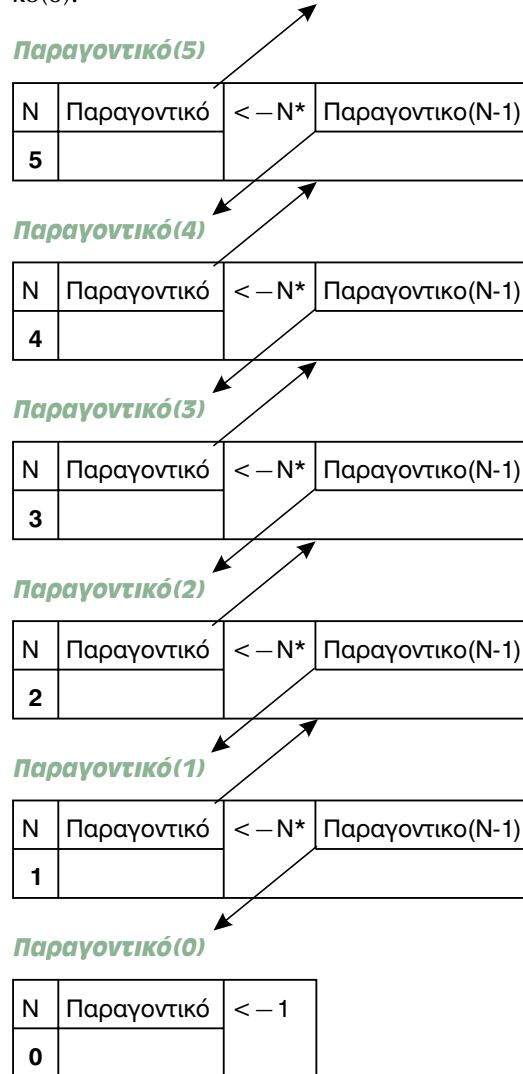 κό(5).
Παραγοντικό(5)
N Παραγοντικό <–N* Παραγοντικο(N-1)
5
Παραγοντικό(4)
N Παραγοντικό <–N* Παραγοντικο(N-1)
4
Παραγοντικό(3)
N Παραγοντικό <–N* Παραγοντικο(N-1)
3
Παραγοντικό(2)
N Παραγοντικό <–N* Παραγοντικο(N-1)
2
Παραγοντικό(1)
N Παραγοντικό <–N* Παραγοντικο(N-1)
1
Παραγοντικό(0)
N Παραγοντικό <–1
0